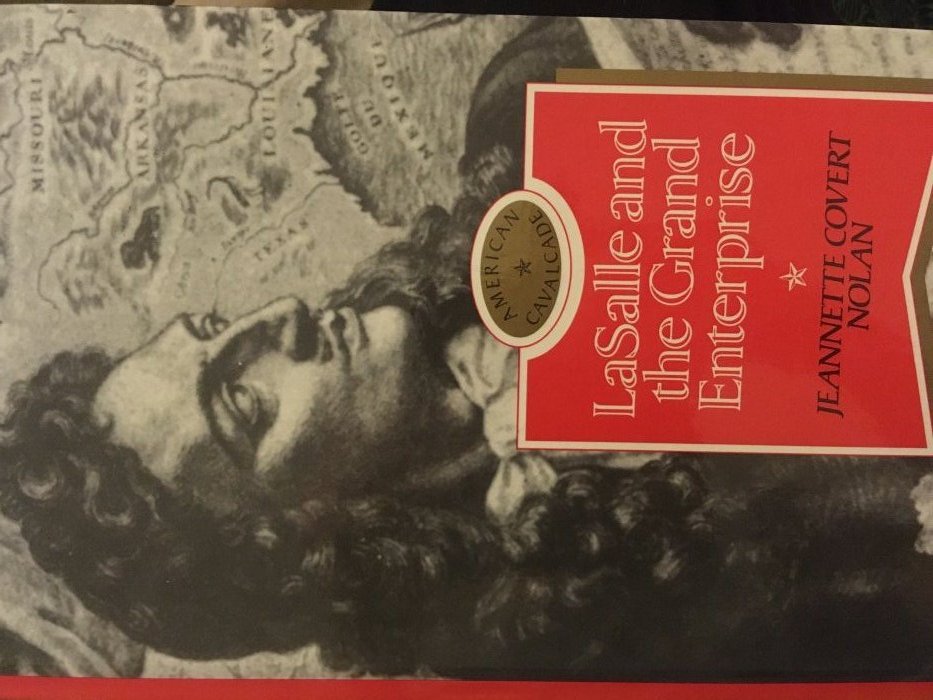 MISSOURI
ARKANSAS
LOUISIANE
TEXAS
GOLFE
DU
MEXIQUE
AMERICAN
CAVALCADE
LaSalle and
the Grand
Enterprise
JEANNETTE COVERT
NOLAN